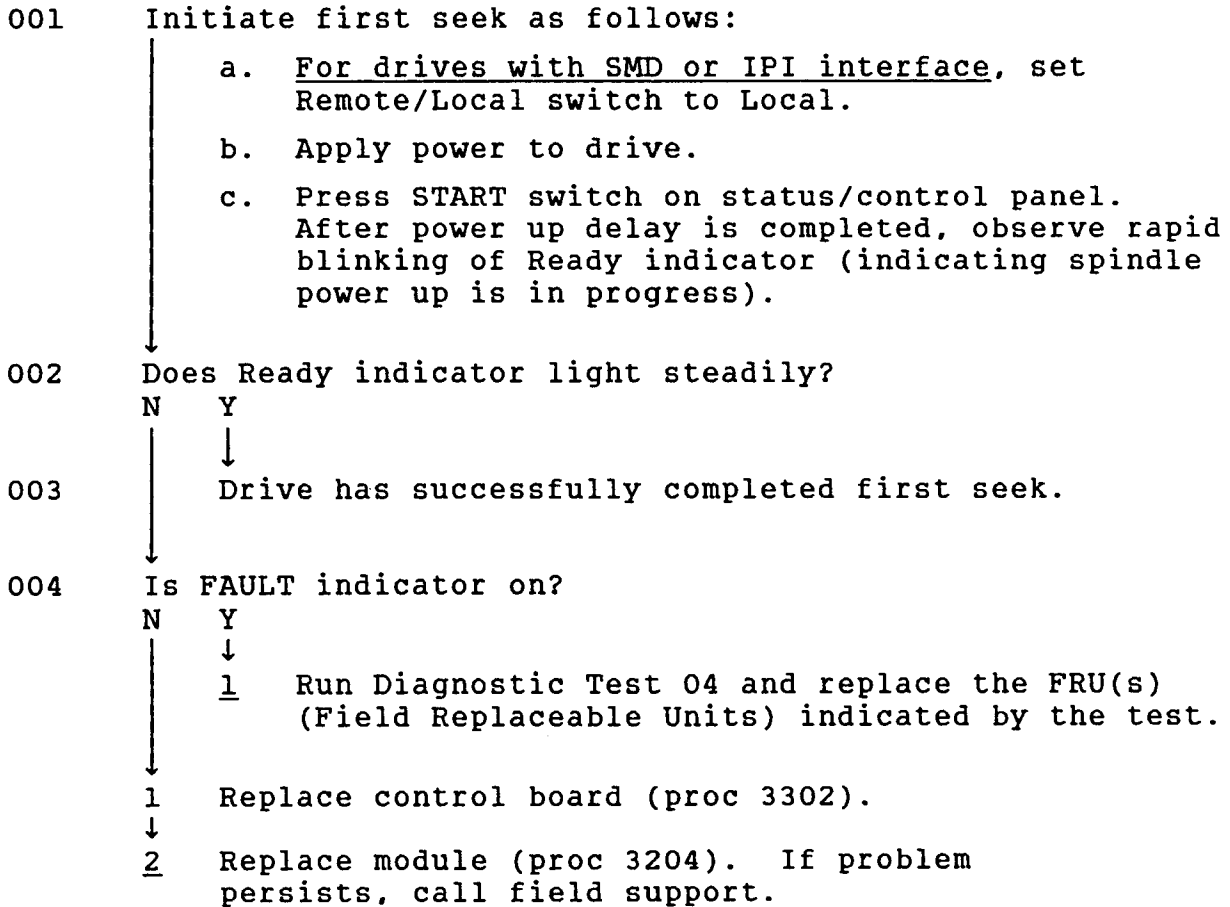 001 Initiate first seek as follows:
a. For drives with SMD or IPI interface, set
Remote/Local switch to Local.
b. Apply power to drive.
c. Press START switch on status/control panel.
After power up delay is completed, observe rapid
blinking of Ready indicator (indicating spindle
power up is in progress).
002 Does Ready indicator light steadily?
N Y
003 Drive has successfully completed first seek.
004 Is FAULT indicator on?
N Y
1 Run Diagnostic Test 04 and replace the FRU(s)
(Field Replaceable Units) indicated by the test.
1 Replace control board (proc 3302).
2 Replace module (proc 3204). If problem
persists, call field support.